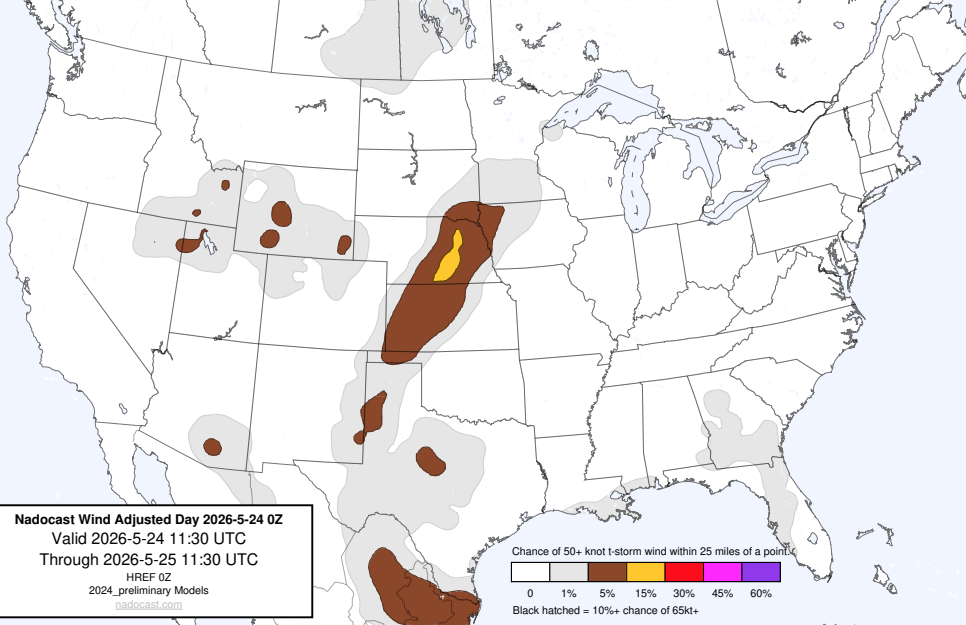 Nadocast Wind Adjusted Day 2026-5-24 0Z
Valid 2026-5-24 11:30 UTC
Through 2026-5-25 11:30 UTC
HREF 0Z
2024_preliminary Models
nadocast.com
Chance of 50+ knot t-storm wind within 25 miles of a point.
0 1% 5% 15% 30% 45% 60%
Black hatched = 10%+ chance of 65kt+